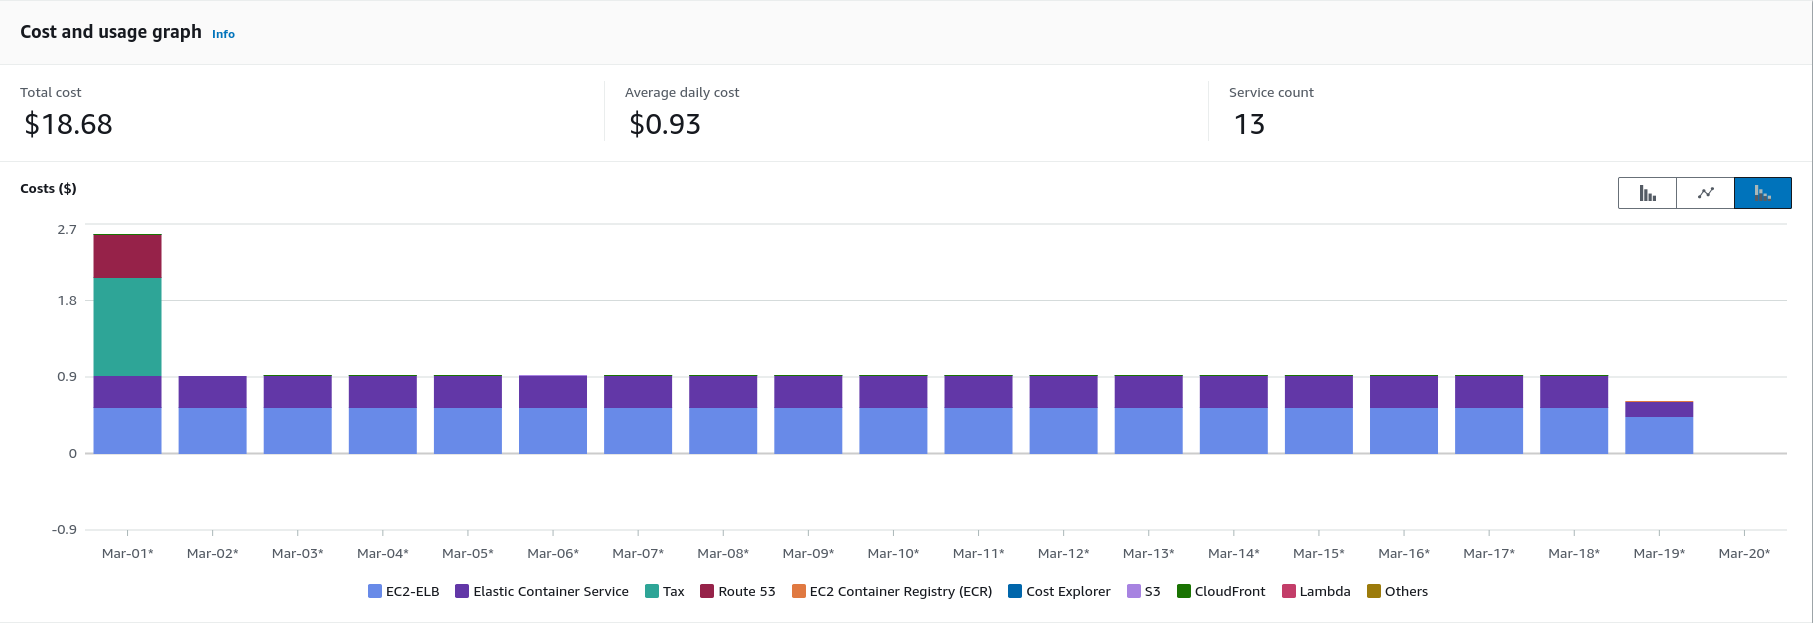 Cost and usage graph Info
Total cost Average daily cost Service count
$18.68 $0.93 13
Costs ($)
2.7
1.8
0.9
0
-0.9
Mar-01* Mar-02* Mar-03* Mar-04* Mar-05* Mar-06* Mar-07* Mar-08* Mar-09* Mar-10* Mar-11* Mar-12* Mar-13* Mar-14* Mar-15* Mar-16* Mar-17* Mar-18* Mar-19* Mar-20*
EC2-ELB Elastic Container Service Tax Route 53 EC2 Container Registry (ECR) Cost Explorer S3 CloudFront Lambda Others